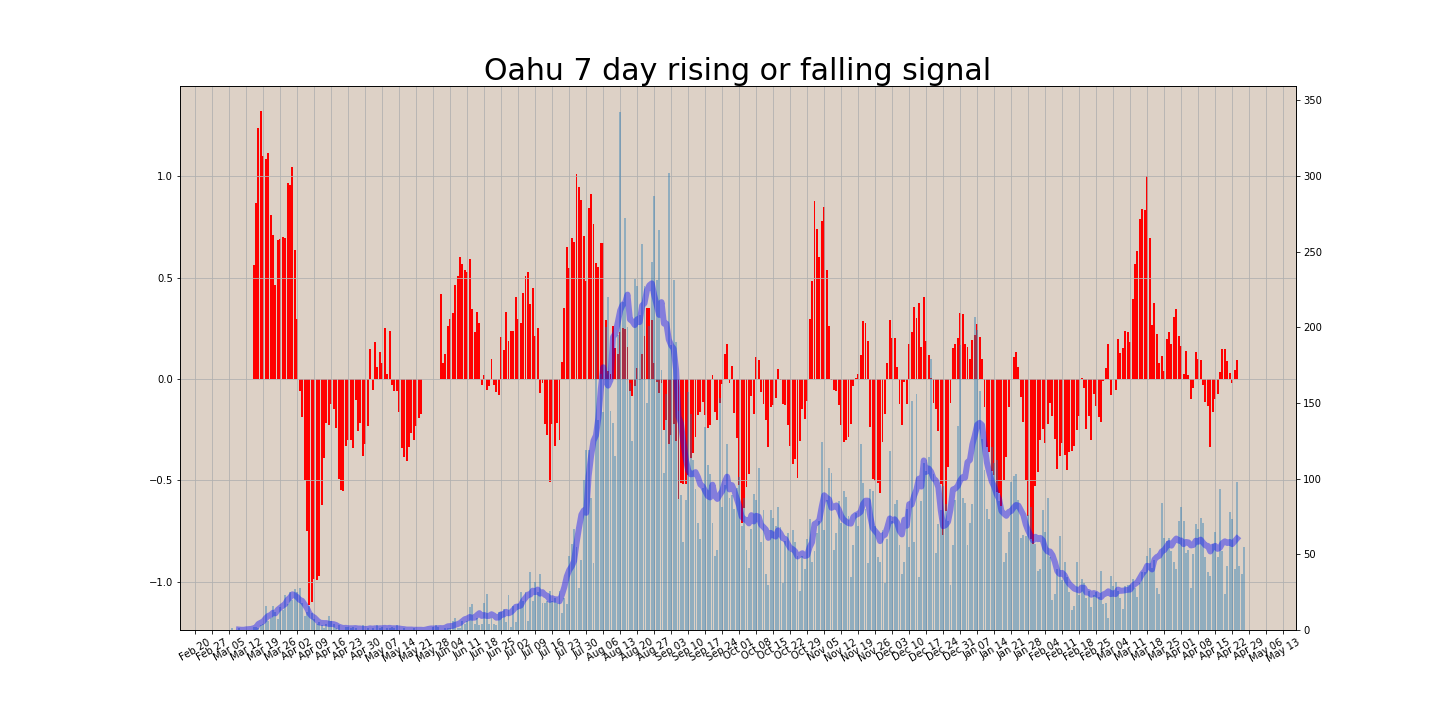 Oahu 7 day rising or falling signal
1.0
0.5
0.0
−0.5
−1.0
350
300
250
200
150
100
50
0
Feb 20
Feb 27
Mar 05
Mar 12
Mar 19
Mar 26
Apr 02
Apr 09
Apr 16
Apr 23
Apr 30
May 07
May 14
May 21
May 28
Jun 04
Jun 11
Jun 18
Jun 25
Jul 02
Jul 09
Jul 16
Jul 23
Jul 30
Aug 06
Aug 13
Aug 20
Aug 27
Sep 03
Sep 10
Sep 17
Sep 24
Oct 01
Oct 08
Oct 15
Oct 22
Oct 29
Nov 05
Nov 12
Nov 19
Nov 26
Dec 03
Dec 10
Dec 17
Dec 24
Dec 31
Jan 07
Jan 14
Jan 21
Jan 28
Feb 04
Feb 11
Feb 18
Feb 25
Mar 04
Mar 11
Mar 18
Mar 25
Apr 01
Apr 08
Apr 15
Apr 22
Apr 29
May 06
May 13